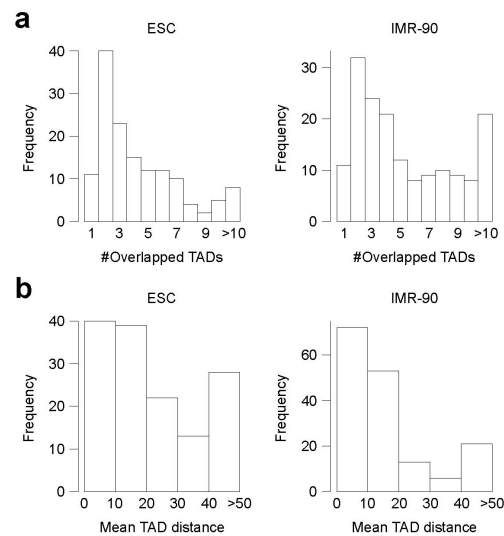 a
ESC
IMR-90
Frequency
40
30
20
10
0
1 3 5 7 9 >10
#Overlapped TADs
Frequency
30
20
10
0
1 3 5 7 9 >10
#Overlapped TADs
b
ESC
IMR-90
Frequency
40
30
20
10
0
0 10 20 30 40 >50
Mean TAD distance
Frequency
60
40
20
0
0 10 20 30 40 >50
Mean TAD distance